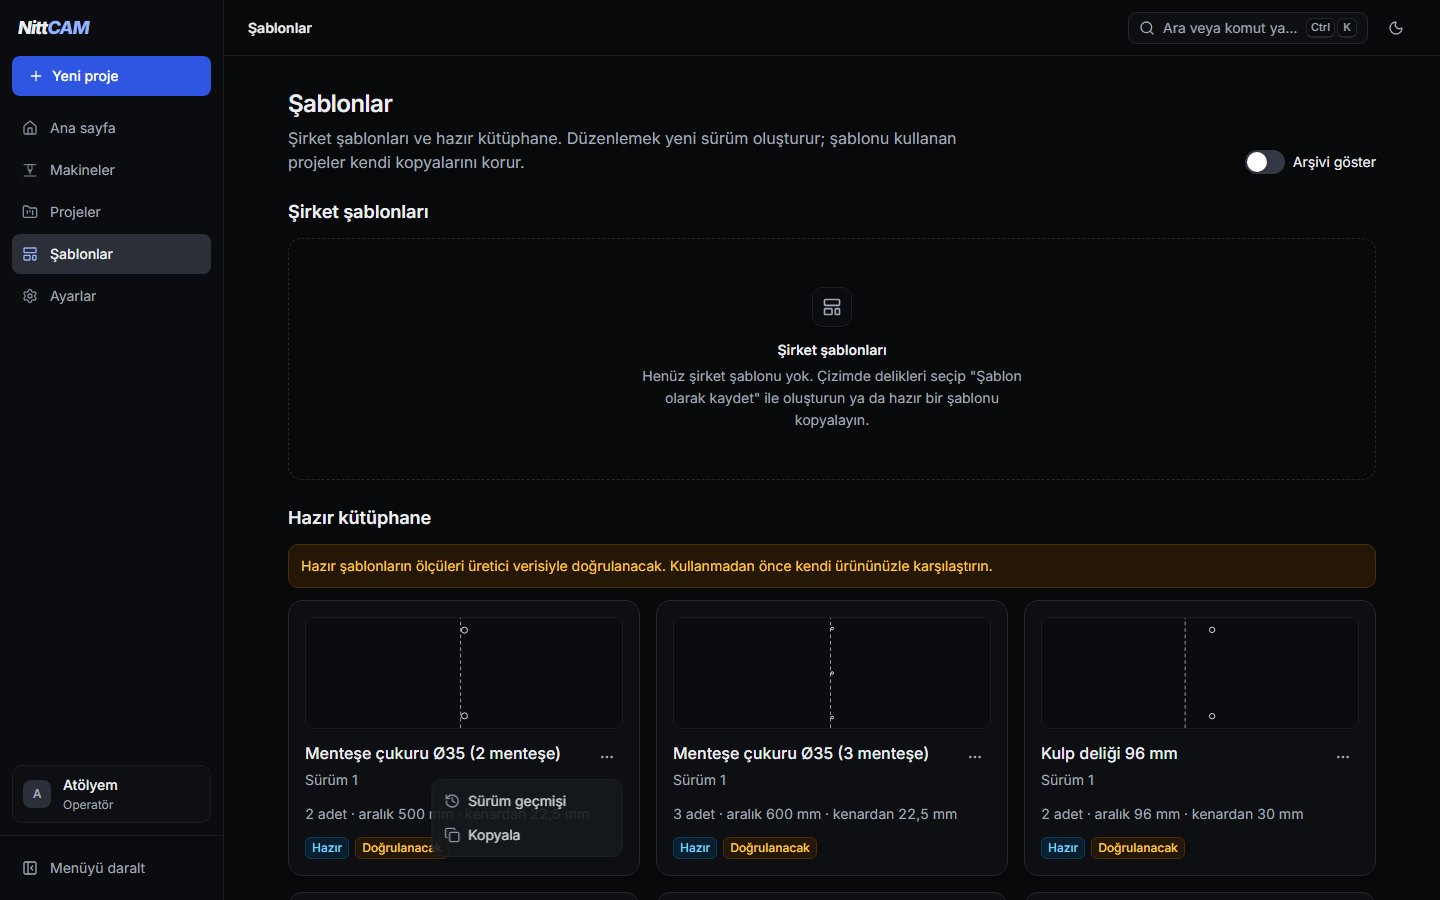 NittCAM
Şablonlar
Ara veya komut ya...
Ctrl
K
Yeni proje
Ana sayfa
Makineler
Projeler
Şablonlar
Ayarlar
Şablonlar
Şirket şablonları ve hazır kütüphane. Düzenlemek yeni sürüm oluşturur; şablonu kullanan
projeler kendi kopyalarını korur.
Arşivi göster
Şirket şablonları
Şirket şablonları
Henüz şirket şablonu yok. Çizimde delikleri seçip "Şablon
olarak kaydet" ile oluşturun ya da hazır bir şablonu
kopyalayın.
Hazır kütüphane
Hazır şablonların ölçüleri üretici verisiyle doğrulanacak. Kullanmadan önce kendi ürününüzle karşılaştırın.
Menteşe çukuru Ø35 (2 menteşe)
...
Sürüm 1
2 adet · aralık 500 mm · kenardan 22,5 mm
Hazır
Doğrulanacak
Sürüm geçmişi
Kopyala
Menteşe çukuru Ø35 (3 menteşe)
...
Sürüm 1
3 adet · aralık 600 mm · kenardan 22,5 mm
Hazır
Doğrulanacak
Kulp deliği 96 mm
...
Sürüm 1
2 adet · aralık 96 mm · kenardan 30 mm
Hazır
Doğrulanacak
A
Atölyem
Operatör
Menüyü daralt